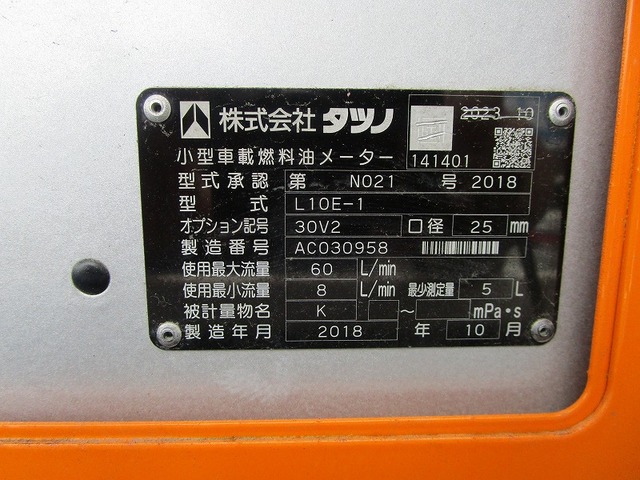 株式会社 タツノ
2023 10
小型車載燃料油メーター 141401
型式承認 第 N021 号 2018
型式 L10E-1
オプション記号 30V2 口径 25 mm
製造番号 AC030958
使用最大流量 60 L/min
使用最小流量 8 L/min 最少測定量 5 L
被計量物名 K ～ mPa・s
製造年月 2018 年 10 月